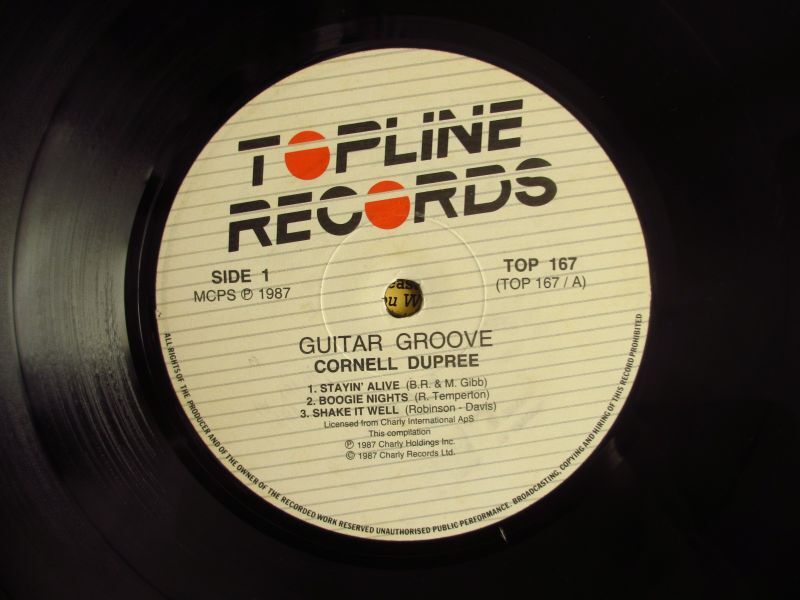 TOPLINE
RECORDS
SIDE 1
MCPS ℗ 1987
TOP 167
(TOP 167 / A)
GUITAR GROOVE
CORNELL DUPREE
1. STAYIN' ALIVE (B.R. & M. Gibb)
2. BOOGIE NIGHTS (R. Temperton)
3. SHAKE IT WELL (Robinson - Davis)
Licensed from Charly International ApS
This compilation
℗ 1987 Charly Holdings Inc.
© 1987 Charly Records Ltd.
ALL RIGHTS OF THE PRODUCER AND OF THE OWNER OF THE RECORDED WORK RESERVED UNAUTHORISED PUBLIC PERFORMANCE. BROADCASTING, COPYING AND HIRING OF THIS RECORD PROHIBITED